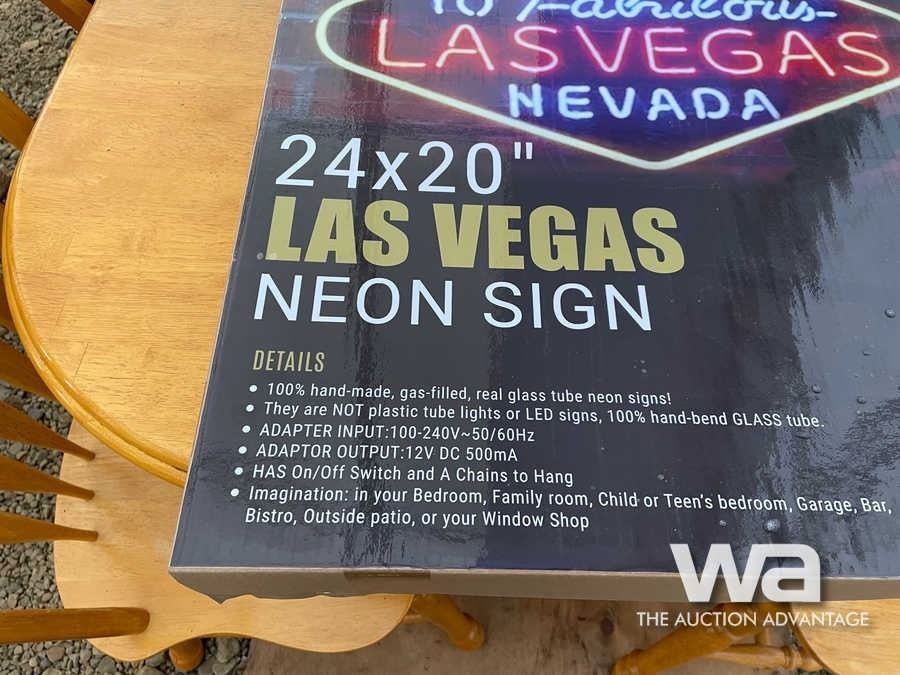 To Fabulous
LAS VEGAS
NEVADA
24x20"
LAS VEGAS
NEON SIGN
DETAILS
• 100% hand-made, gas-filled, real glass tube neon signs!
• They are NOT plastic tube lights or LED signs, 100% hand-bend GLASS tube.
• ADAPTER INPUT:100-240V~50/60Hz
• ADAPTOR OUTPUT:12V DC 500mA
• HAS On/Off Switch and A Chains to Hang
• Imagination: in your Bedroom, Family room, Child or Teen's bedroom, Garage, Bar,
Bistro, Outside patio, or your Window Shop
wa
THE AUCTION ADVANTAGE